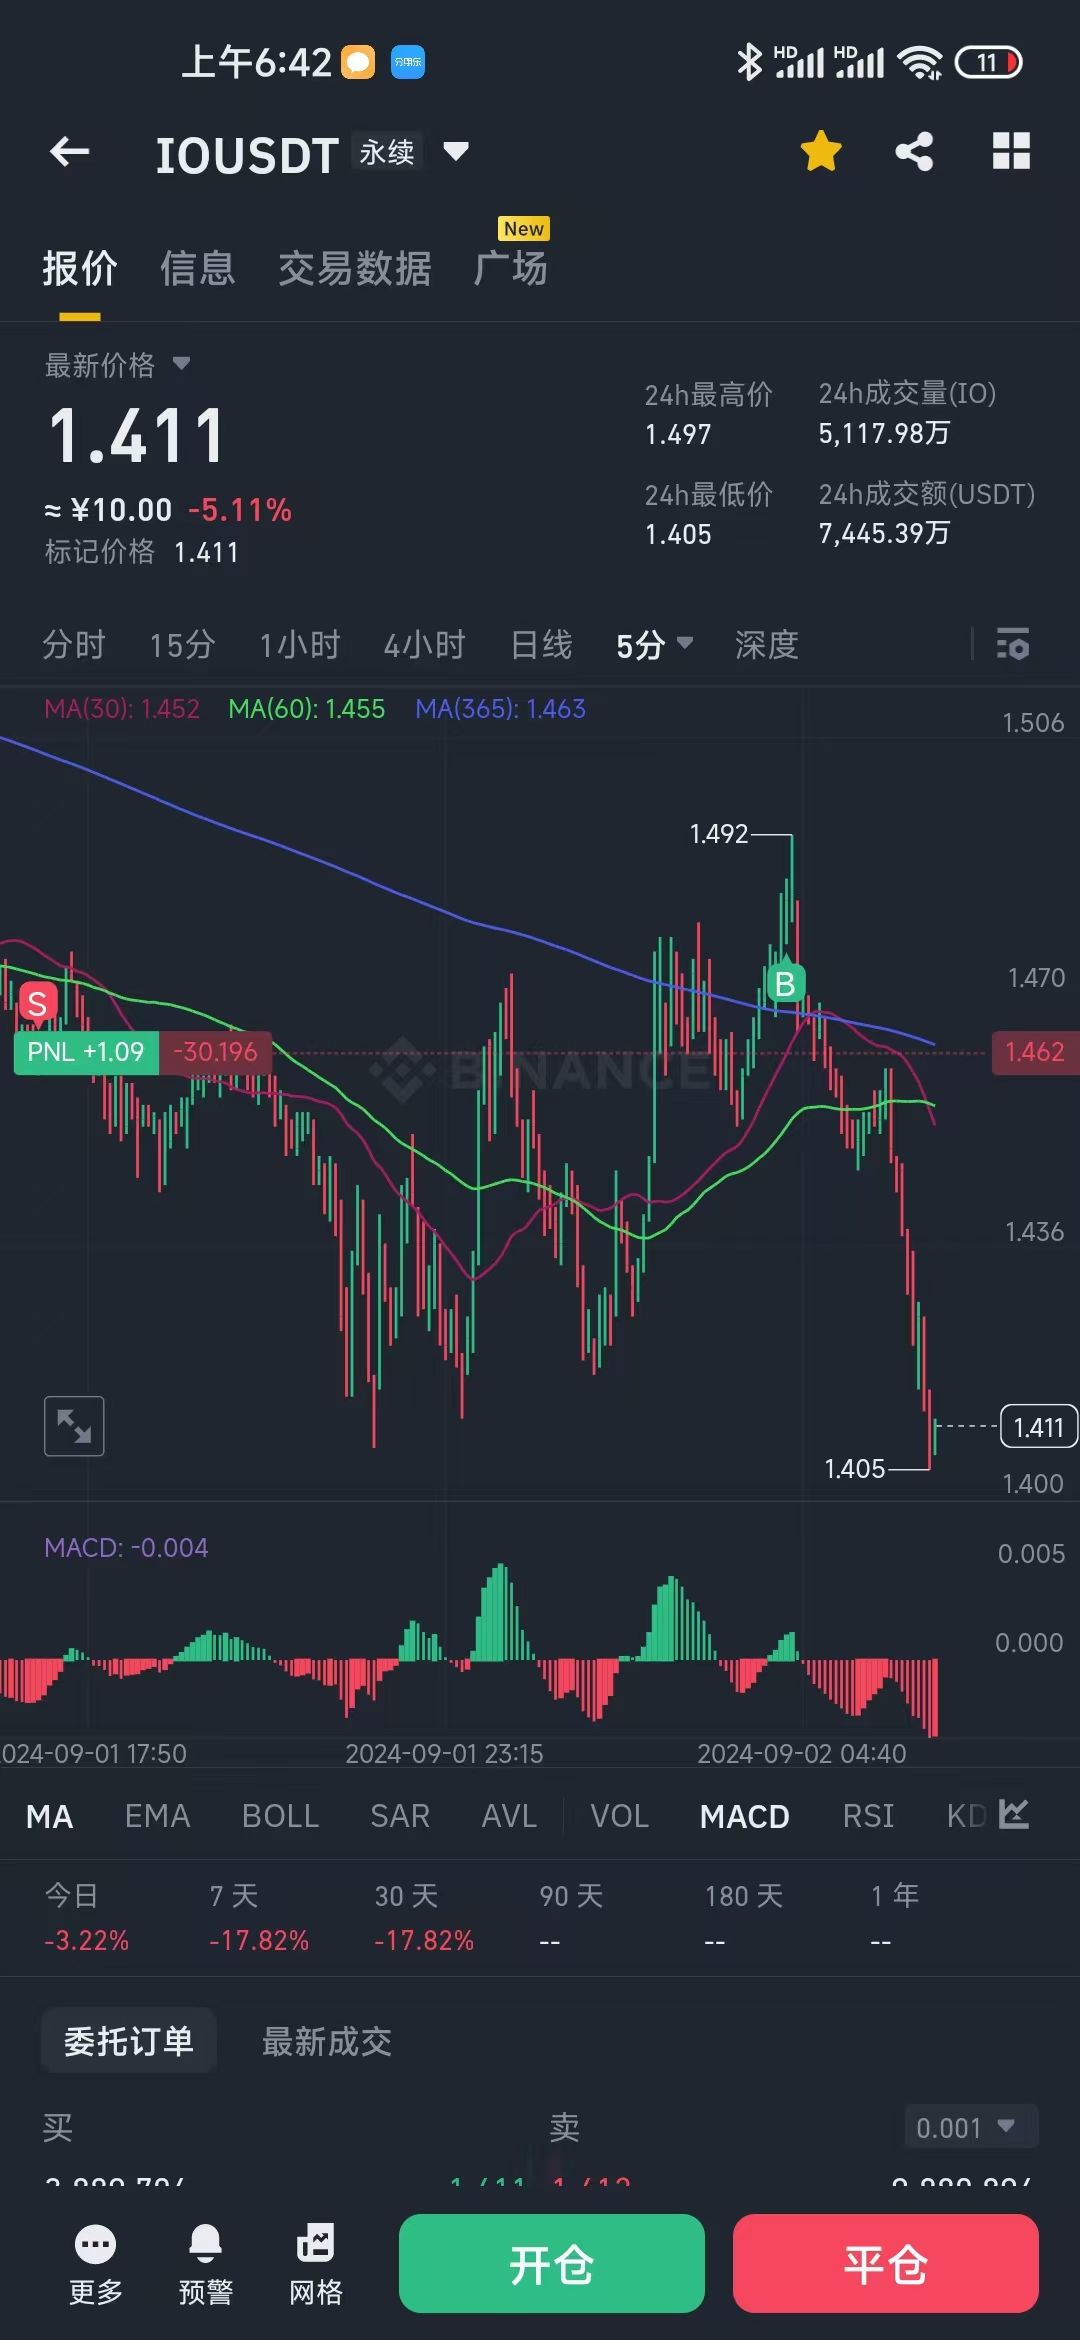 上午6:42
HD HD 11
IOUSDT 永续
New
报价 信息 交易数据 广场
最新价格
1.411
≈ ¥10.00 -5.11%
标记价格 1.411
24h最高价 24h成交量(IO)
1.497 5,117.98万
24h最低价 24h成交额(USDT)
1.405 7,445.39万
分时 15分 1小时 4小时 日线 5分 深度
MA(30): 1.452 MA(60): 1.455 MA(365): 1.463
1.506
1.492
1.470
B
S
PNL +1.09 -30.196 1.462
BINANCE
1.436
1.411
1.405
1.400
MACD: -0.004
0.005
0.000
024-09-01 17:50 2024-09-01 23:15 2024-09-02 04:40
MA EMA BOLL SAR AVL VOL MACD RSI KD
今日 7 天 30 天 90 天 180 天 1 年
-3.22% -17.82% -17.82% -- -- --
委托订单 最新成交
买 卖 0.001
更多 预警 网格 开仓 平仓